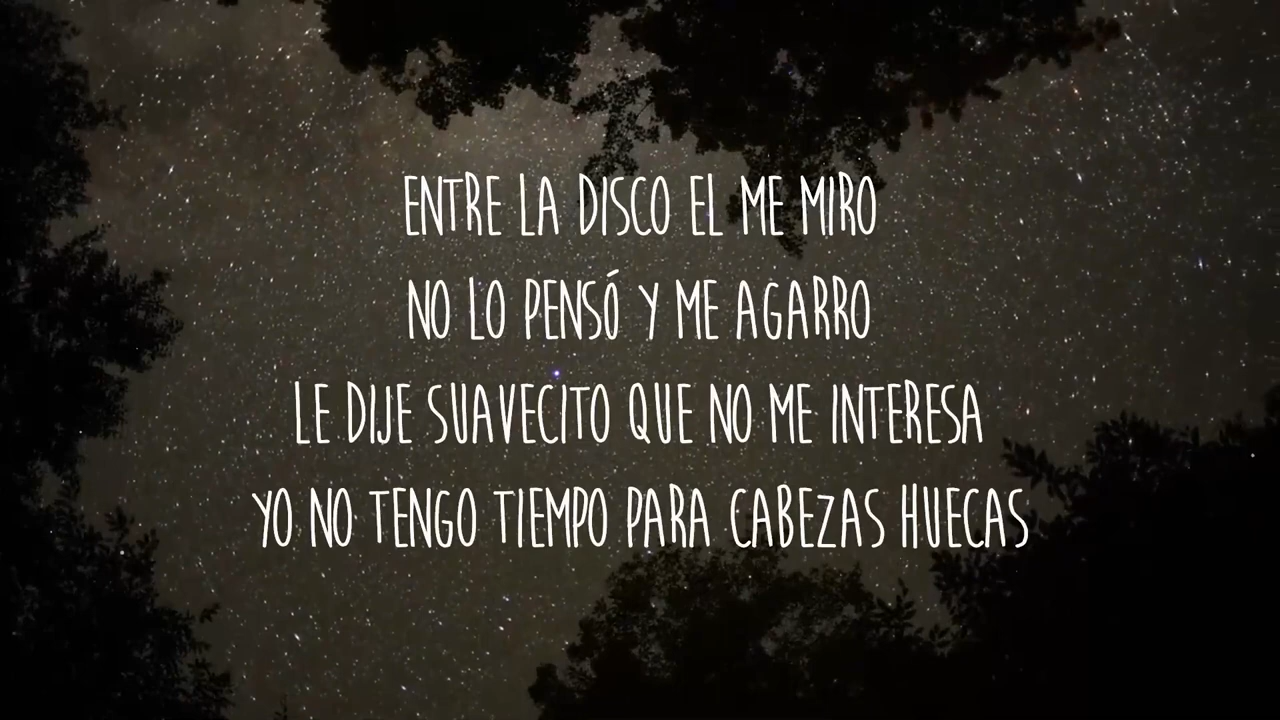 ENTRE LA DISCO EL ME MIRO
NO LO PENSÓ Y ME AGARRO
LE DIJE SUAVECITO QUE NO ME INTERESA
YO NO TENGO TIEMPO PARA CABEZAS HUECAS